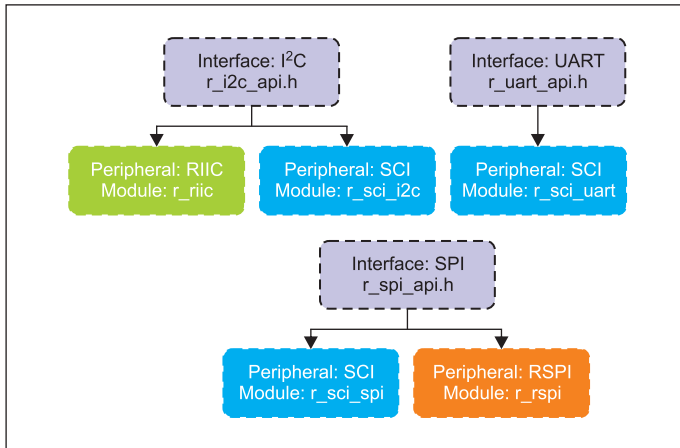 Interface: I²C
r_i2c_api.h
Interface: UART
r_uart_api.h
Peripheral: RIIC
Module: r_riic
Peripheral: SCI
Module: r_sci_i2c
Peripheral: SCI
Module: r_sci_uart
Interface: SPI
r_spi_api.h
Peripheral: SCI
Module: r_sci_spi
Peripheral: RSPI
Module: r_rspi